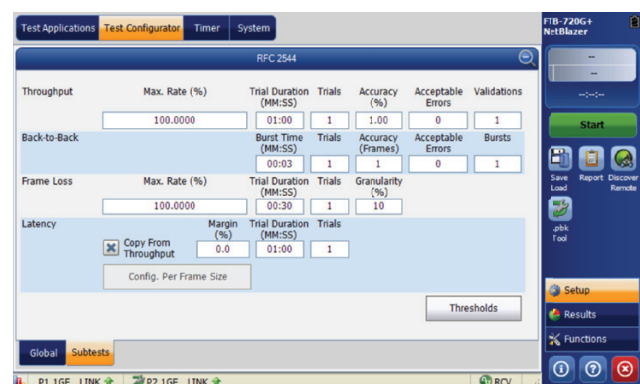 Test Applications Test Configurator Timer System
FTB-720G+
NetBlazer
RFC 2544
--
--
--:--:--
Start
Save
Load
Report
Discover
Remote
.pbk
Tool
Throughput Max. Rate (%) Trial Duration (MM:SS) Trials Accuracy (%) Acceptable Errors Validations
100.0000 01:00 1 1.00 0 1
Back-to-Back Burst Time (MM:SS) Trials Accuracy (Frames) Acceptable Errors Bursts
00:03 1 1 0 1
Frame Loss Max. Rate (%) Trial Duration (MM:SS) Trials Granularity (%)
100.0000 00:30 1 10
Latency Margin (%) Trial Duration (MM:SS) Trials
Copy From Throughput 0.0 01:00 1
Config. Per Frame Size
Thresholds
Global Subtests
Setup
Results
Functions
P1 1GE LINK P2 1GE LINK RCV